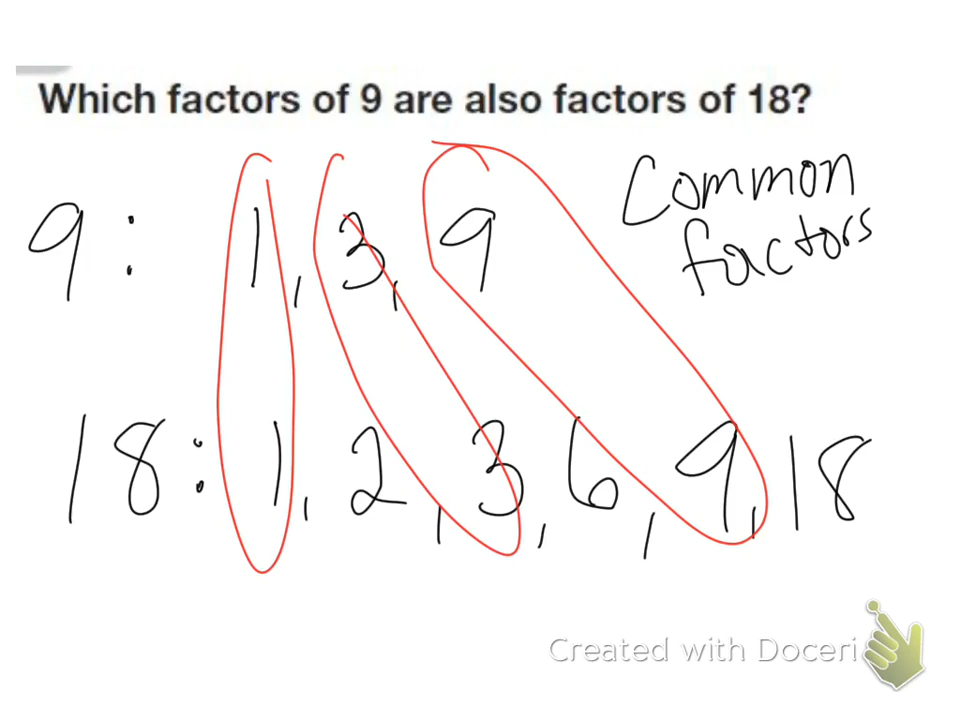 Which factors of 9 are also factors of 18?
Common
factors
9: 1, 3, 9
18: 1, 2, 3, 6, 9, 18
Created with Doceri